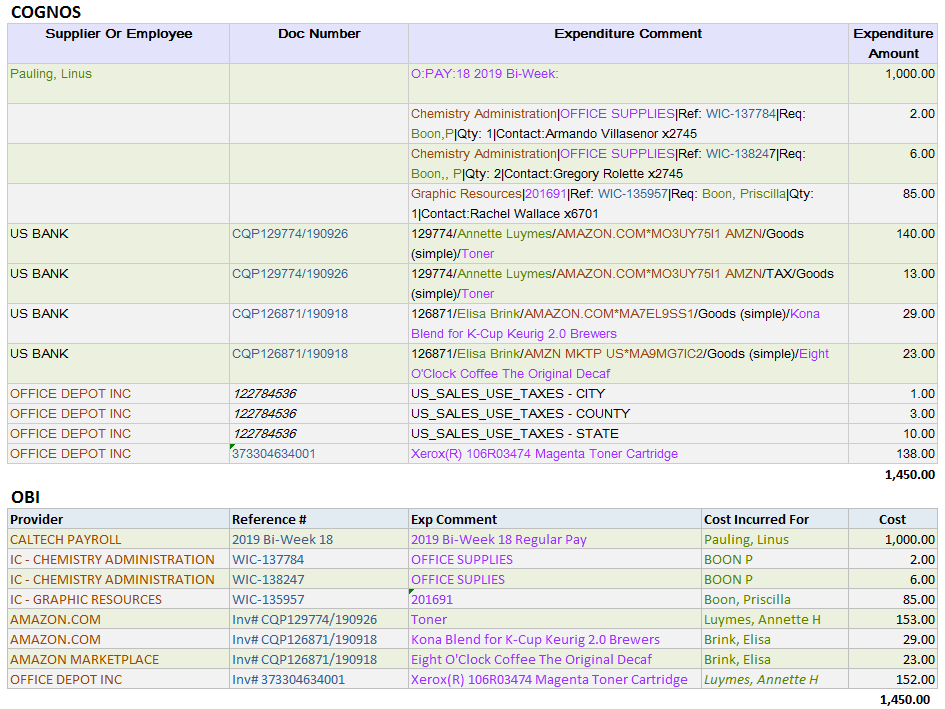 COGNOS
Supplier Or Employee Doc Number Expenditure Comment Expenditure
Amount
Pauling, Linus O:PAY:18 2019 Bi-Week: 1,000.00
Chemistry Administration|OFFICE SUPPLIES|Ref: WIC-137784|Req: 2.00
Boon,P|Qty: 1|Contact:Armando Villasenor x2745
Chemistry Administration|OFFICE SUPPLIES|Ref: WIC-138247|Req: 6.00
Boon,, P|Qty: 2|Contact:Gregory Rolette x2745
Graphic Resources|201691|Ref: WIC-135957|Req: Boon, Priscilla|Qty: 85.00
1|Contact:Rachel Wallace x6701
US BANK CQP129774/190926 129774/Annette Luymes/AMAZON.COM*MO3UY75I1 AMZN/Goods 140.00
(simple)/Toner
US BANK CQP129774/190926 129774/Annette Luymes/AMAZON.COM*MO3UY75I1 AMZN/TAX/Goods 13.00
(simple)/Toner
US BANK CQP126871/190918 126871/Elisa Brink/AMAZON.COM*MA7EL9SS1/Goods (simple)/Kona 29.00
Blend for K-Cup Keurig 2.0 Brewers
US BANK CQP126871/190918 126871/Elisa Brink/AMZN MKTP US*MA9MG7IC2/Goods (simple)/Eight 23.00
O'Clock Coffee The Original Decaf
OFFICE DEPOT INC 122784536 US_SALES_USE_TAXES - CITY 1.00
OFFICE DEPOT INC 122784536 US_SALES_USE_TAXES - COUNTY 3.00
OFFICE DEPOT INC 122784536 US_SALES_USE_TAXES - STATE 10.00
OFFICE DEPOT INC 373304634001 Xerox(R) 106R03474 Magenta Toner Cartridge 138.00
1,450.00
OBI
Provider Reference # Exp Comment Cost Incurred For Cost
CALTECH PAYROLL 2019 Bi-Week 18 2019 Bi-Week 18 Regular Pay Pauling, Linus 1,000.00
IC - CHEMISTRY ADMINISTRATION WIC-137784 OFFICE SUPPLIES BOON P 2.00
IC - CHEMISTRY ADMINISTRATION WIC-138247 OFFICE SUPLIES BOON P 6.00
IC - GRAPHIC RESOURCES WIC-135957 201691 Boon, Priscilla 85.00
AMAZON.COM Inv# CQP129774/190926 Toner Luymes, Annette H 153.00
AMAZON.COM Inv# CQP126871/190918 Kona Blend for K-Cup Keurig 2.0 Brewers Brink, Elisa 29.00
AMAZON MARKETPLACE Inv# CQP126871/190918 Eight O'Clock Coffee The Original Decaf Brink, Elisa 23.00
OFFICE DEPOT INC Inv# 373304634001 Xerox(R) 106R03474 Magenta Toner Cartridge Luymes, Annette H 152.00
1,450.00